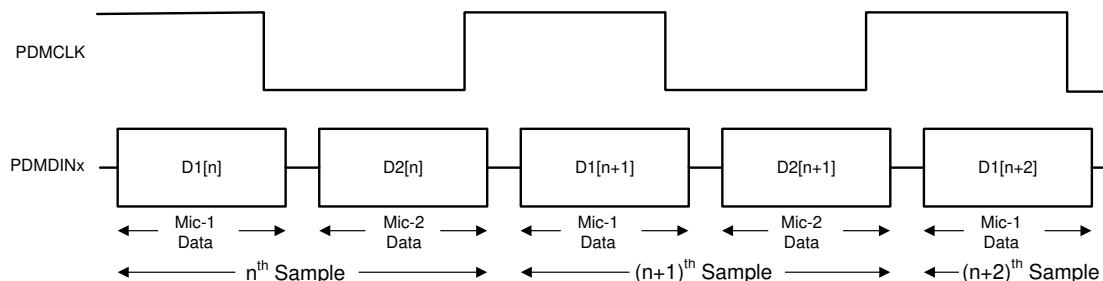 PDMCLK
PDMDINx
D1[n]
D2[n]
D1[n+1]
D2[n+1]
D1[n+2]
Mic-1
Data
Mic-2
Data
Mic-1
Data
Mic-2
Data
Mic-1
Data
nth Sample
(n+1)th Sample
(n+2)th Sample